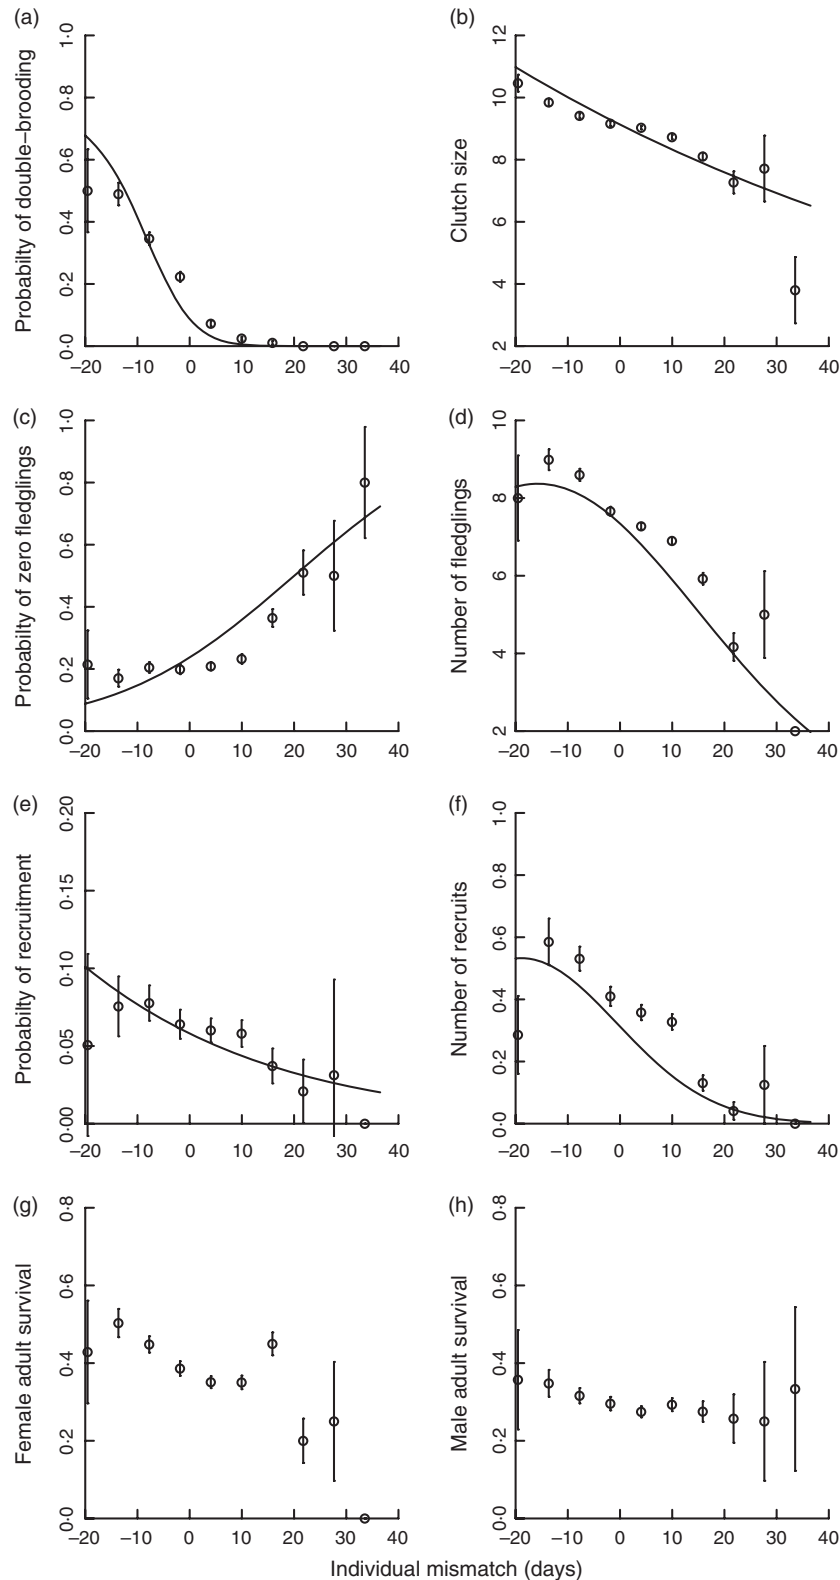 (a)
Probabilty of double−brooding
0·0 0·2 0·4 0·6 0·8 1·0
−20 −10 0 10 20 30 40
(b)
Clutch size
2 4 6 8 10 12
−20 −10 0 10 20 30 40
(c)
Probabilty of zero fledglings
0·0 0·2 0·4 0·6 0·8 1·0
−20 −10 0 10 20 30 40
(d)
Number of fledglings
2 4 6 8 10
−20 −10 0 10 20 30 40
(e)
Probabilty of recruitment
0·00 0·05 0·10 0·15 0·20
−20 −10 0 10 20 30 40
(f)
Number of recruits
0·0 0·2 0·4 0·6 0·8 1·0
−20 −10 0 10 20 30 40
(g)
Female adult survival
0·0 0·2 0·4 0·6 0·8
−20 −10 0 10 20 30 40
(h)
Male adult survival
0·0 0·2 0·4 0·6 0·8
−20 −10 0 10 20 30 40
Individual mismatch (days)